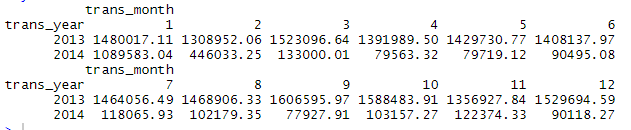 trans_month
trans_year 1 2 3 4 5 6
2013 1480017.11 1308952.06 1523096.64 1391989.50 1429730.77 1408137.97
2014 1089583.04 446033.25 133000.01 79563.32 79719.12 90495.08
trans_month
trans_year 7 8 9 10 11 12
2013 1464056.49 1468906.33 1606595.97 1588483.91 1356927.84 1529694.59
2014 118065.93 102179.35 77927.91 103157.27 122374.33 90118.27